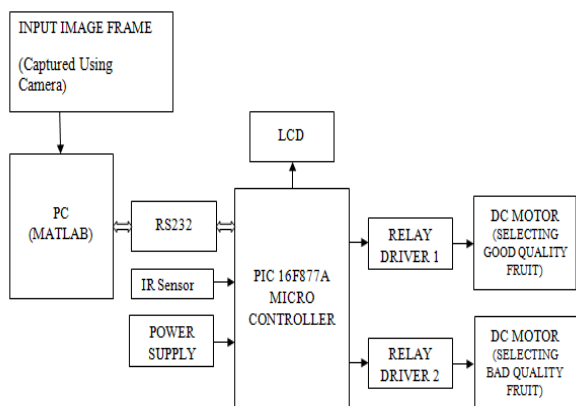 INPUT IMAGE FRAME
(Captured Using
Camera)
LCD
PC
(MATLAB)
RS232
IR Sensor
POWER
SUPPLY
PIC 16F877A
MICRO
CONTROLLER
RELAY
DRIVER 1
DC MOTOR
(SELECTING
GOOD QUALITY
FRUIT)
RELAY
DRIVER 2
DC MOTOR
(SELECTING
BAD QUALITY
FRUIT)